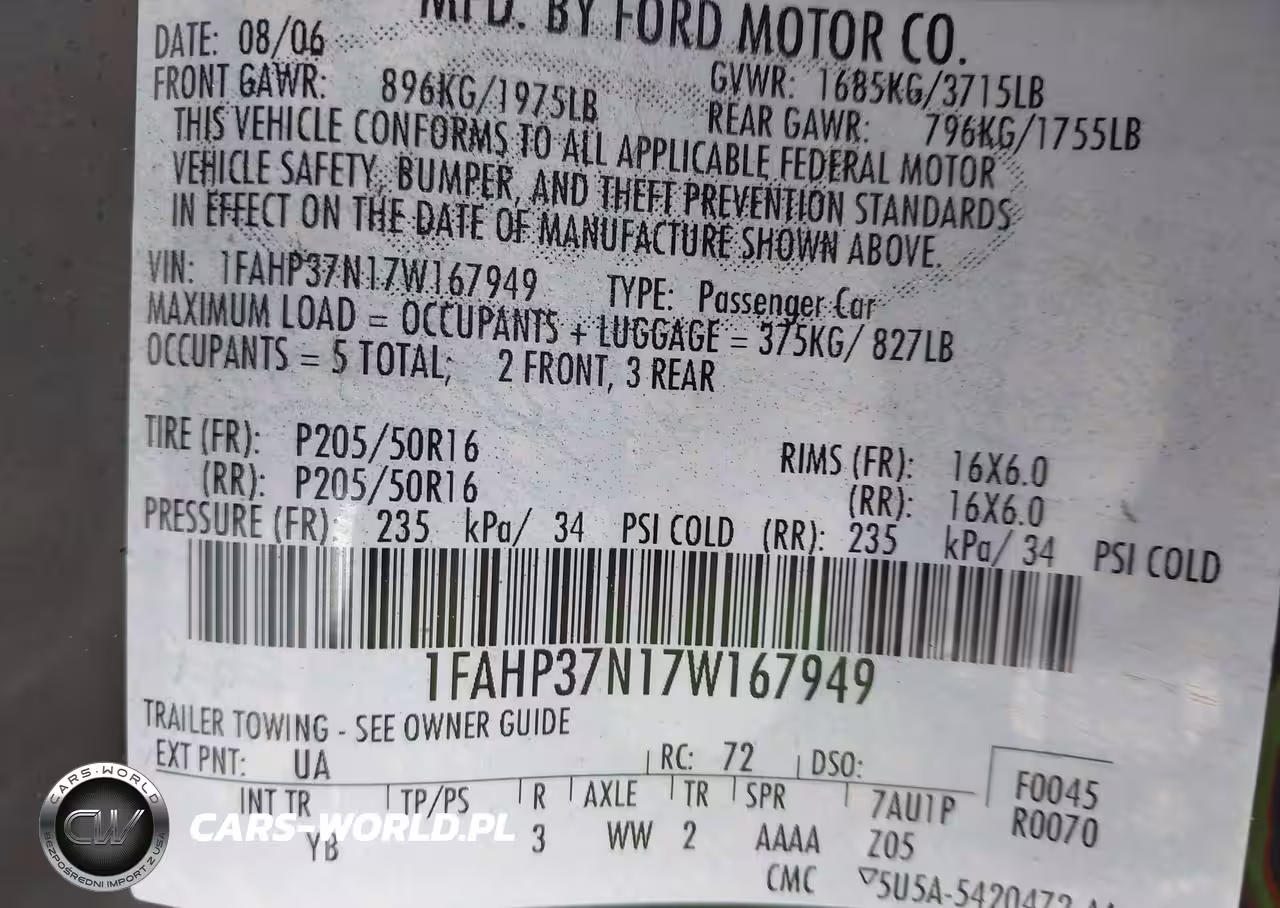 MFD. BY FORD MOTOR CO.
DATE: 08/06
GVWR: 1685KG/3715LB
FRONT GAWR: 896KG/1975LB
REAR GAWR: 796KG/1755LB
THIS VEHICLE CONFORMS TO ALL APPLICABLE FEDERAL MOTOR
VEHICLE SAFETY, BUMPER, AND THEFT PREVENTION STANDARDS
IN EFFECT ON THE DATE OF MANUFACTURE SHOWN ABOVE.
VIN: 1FAHP37N17W167949 TYPE: Passenger Car
MAXIMUM LOAD = OCCUPANTS + LUGGAGE = 375KG/ 827LB
OCCUPANTS = 5 TOTAL; 2 FRONT, 3 REAR
TIRE (FR): P205/50R16 RIMS (FR): 16X6.0
(RR): P205/50R16 (RR): 16X6.0
PRESSURE (FR): 235 kPa/ 34 PSI COLD (RR): 235 kPa/ 34 PSI COLD
1FAHP37N17W167949
TRAILER TOWING - SEE OWNER GUIDE
EXT PNT: UA RC: 72 DSO:
F0045
R0070
INT TR TP/PS R AXLE TR SPR 7AU1P
YB 3 WW 2 AAAA Z05
CMC ▽5U5A-5420472
CARS-WORLD
CW
BEZPOŚREDNI IMPORT Z USA
CARS-WORLD.PL